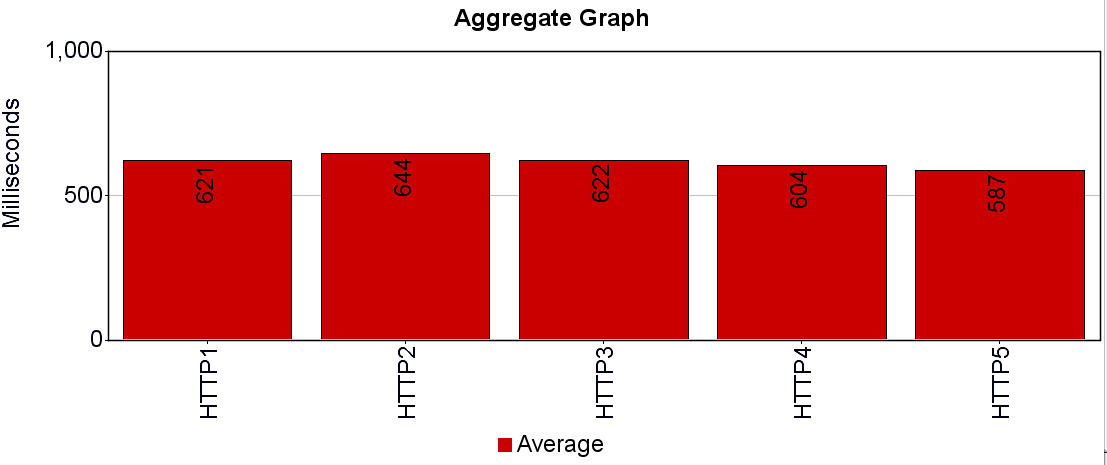 Aggregate Graph
Milliseconds
1,000
500
0
621
644
622
604
587
HTTP1
HTTP2
HTTP3
HTTP4
HTTP5
Average